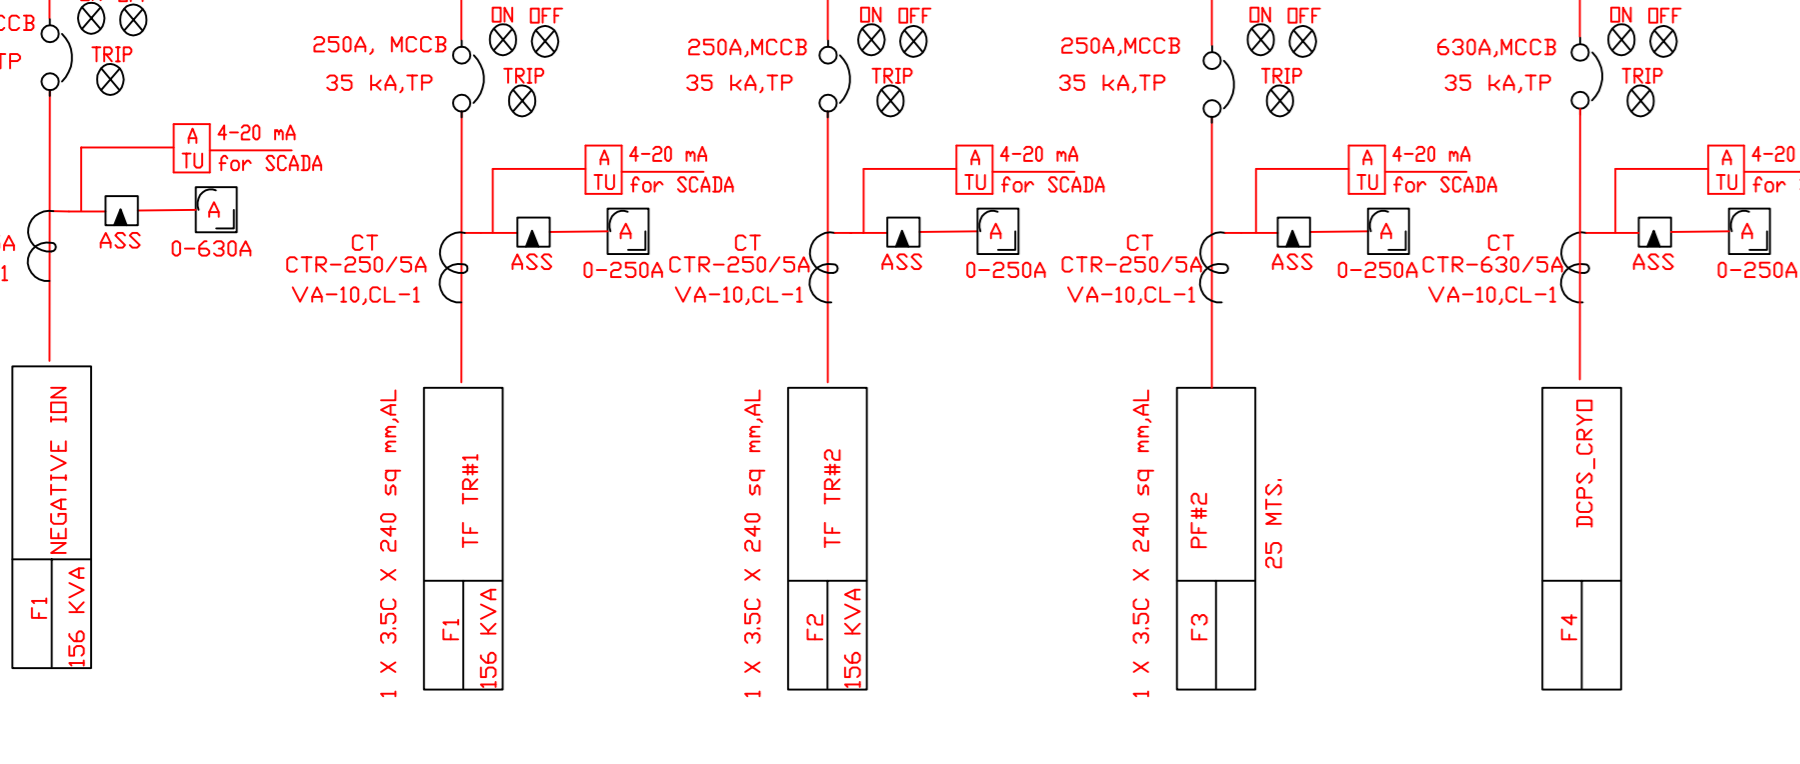 CCB
TP
ON OFF
TRIP
A
TU
4-20 mA
for SCADA
ASS
A
0-630A
A
1
NEGATIVE ION
F1
156 KVA
250A, MCCB
35 kA,TP
ON OFF
TRIP
A
TU
4-20 mA
for SCADA
CT
CTR-250/5A
VA-10,CL-1
ASS
A
0-250A
1 X 3.5C X 240 sq mm,AL
TF TR#1
F1
156 KVA
250A,MCCB
35 kA,TP
ON OFF
TRIP
A
TU
4-20 mA
for SCADA
CT
CTR-250/5A
VA-10,CL-1
ASS
A
0-250A
1 X 3.5C X 240 sq mm,AL
TF TR#2
F2
156 KVA
250A,MCCB
35 kA,TP
ON OFF
TRIP
A
TU
4-20 mA
for SCADA
CT
CTR-250/5A
VA-10,CL-1
ASS
A
0-250A
1 X 3.5C X 240 sq mm,AL
PF#2
25 MTS.
F3
630A,MCCB
35 kA,TP
ON OFF
TRIP
A
TU
4-20
for
CT
CTR-630/5A
VA-10,CL-1
ASS
A
0-250A
DCPS_CRYO
F4